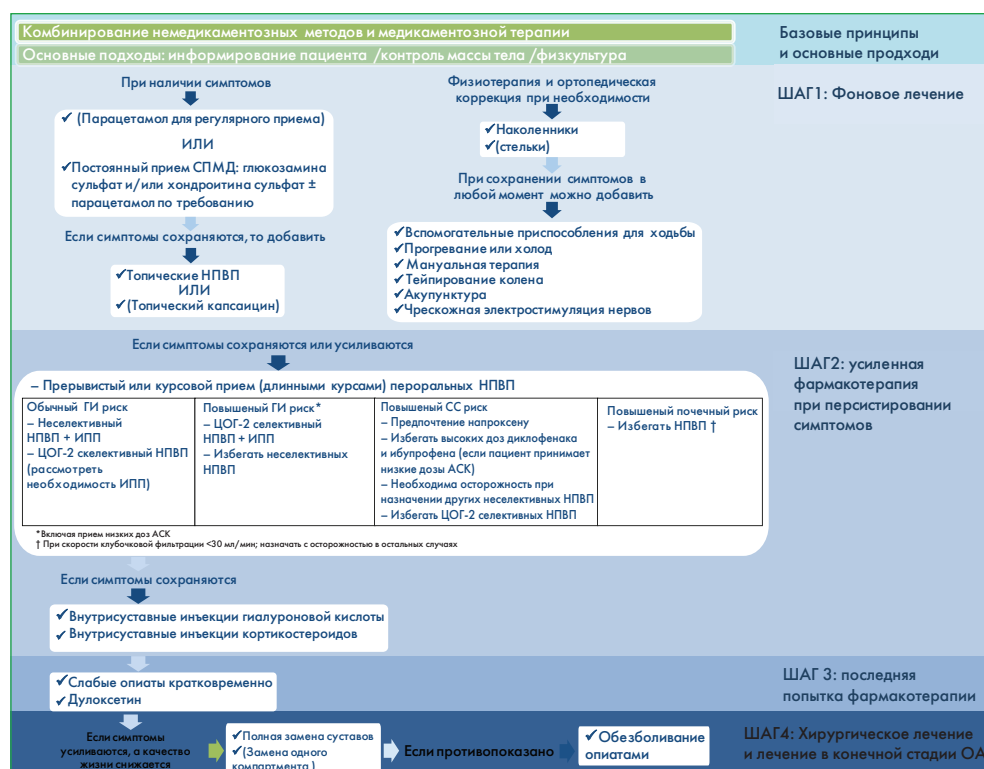 Комбинирование немедикаментозных методов и медикаментозной терапии
Основные подходы: информирование пациента /контроль массы тела /физкультура
Базовые принципы
и основные продходи
ШАГ1: Фоновое лечение
При наличии симптомов
✓ (Парацетамол для регулярного приема)
ИЛИ
✓Постоянный прием СПМД: глюкозамина
сульфат и/или хондроитина сульфат ±
парацетамол по требованию
Если симптомы сохраняются, то добавить
✓Топические НПВП
ИЛИ
✓(Топический капсаицин)
Физиотерапия и ортопедическая
коррекция при необходимости
✓Наколенники
✓(стельки)
При сохранении симптомов в
любой момент можно добавить
✓Вспомогательные приспособления для ходьбы
✓Прогревание или холод
✓Мануальная терапия
✓Тейпирование колена
✓Акупунктура
✓Чрескожная электростимуляция нервов
Если симптомы сохраняются или усиливаются
ШАГ2: усиленная
фармакотерапия
при персистировании
симптомов
– Прерывистый или курсовой прием (длинными курсами) пероральных НПВП
Обычный ГИ риск
– Неселективный
НПВП + ИПП
– ЦОГ-2 скелективный НПВП
(рассмотреть
необходимость ИПП)
Повышеный ГИ риск*
– ЦОГ-2 селективный
НПВП + ИПП
– Избегать неселективных
НПВП
Повышеный СС риск
– Предпочтение напроксену
– Избегать высоких доз диклофенака
и ибупрофена (если пациент принимает
низкие дозы АСК)
– Необходима осторожность при
назначении других неселективных НПВП
– Избегать ЦОГ-2 селективных НПВП
Повышеный почечный риск
– Избегать НПВП †
*Включая прием низких доз АСК
† При скорости клубочковой фильтрации <30 мл/мин; назначать с осторожностью в остальных случаях
Если симптомы сохраняются
✓Внутрисуставные инъекции гиалуроновой кислоты
✓Внутрисуставные инъекции кортикостероидов
✓Слабые опиаты кратковременно
✓Дулоксетин
ШАГ 3: последняя
попытка фармакотерапии
Если симптомы
усиливаются, а качество
жизни снижается
✓Полная замена суставов
✓(Замена одного
компартмента )
Если противопоказано
✓Обезболивание
опиатами
ШАГ4: Хирургическое лечение
и лечение в конечной стадии ОА